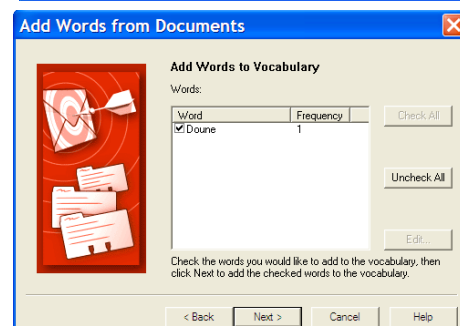 Add Words from Documents
Add Words to Vocabulary
Words:
Word Frequency
Doune 1
Check All
Uncheck All
Edit...
Check the words you would like to add to the vocabulary, then
click Next to add the checked words to the vocabulary.
< Back Next > Cancel Help